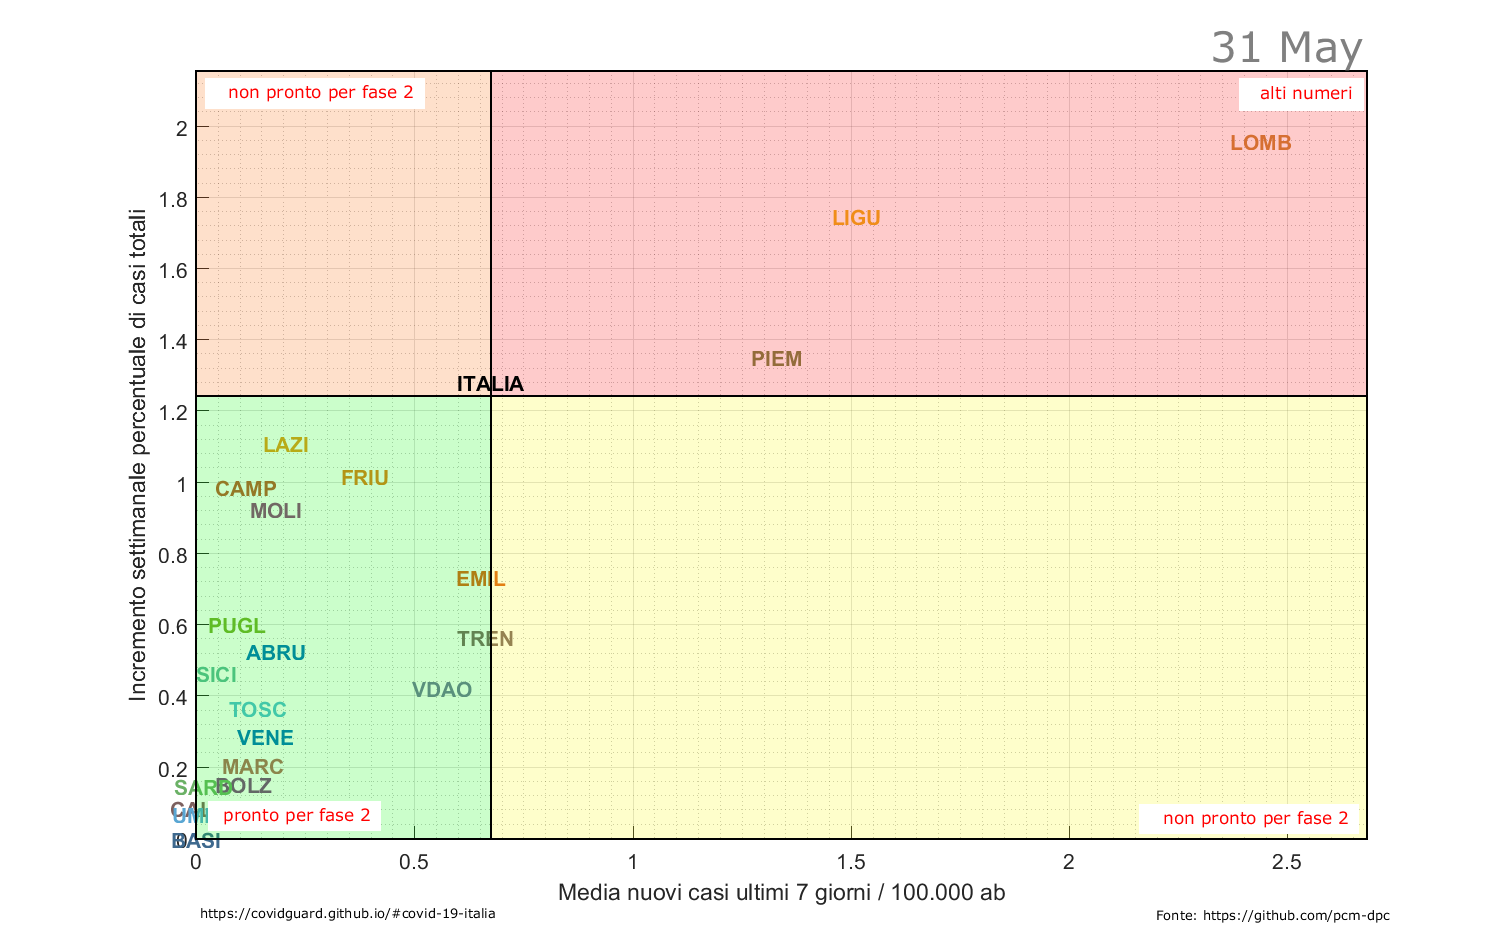 31 May
non pronto per fase 2
alti numeri
LOMB
2
LIGU
1.8
1.6
PIEM
1.4
ITALIA
1.2
LAZI
FRIU
1
CAMP
MOLI
0.8
EMIL
PUGL
0.6
TREN
ABRU
SICI
VDAO
0.4
TOSC
VENE
MARC
0.2
SARD
BOLZ
CAL
UMB
pronto per fase 2
non pronto per fase 2
0
BASI
Incremento settimanale percentuale di casi totali
0
0.5
1
1.5
2
2.5
Media nuovi casi ultimi 7 giorni / 100.000 ab
https://covidguard.github.io/#covid-19-italia
Fonte: https://github.com/pcm-dpc